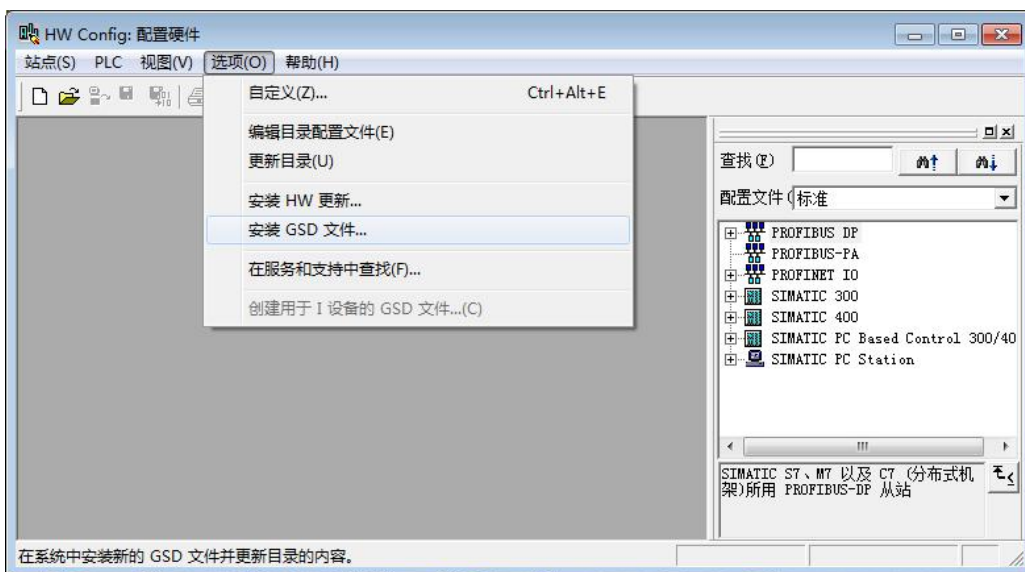 HW Config: 配置硬件
站点(S) PLC 视图(V) 选项(O) 帮助(H)
自定义(Z)... Ctrl+Alt+E
编辑目录配置文件(E)
更新目录(U)
安装 HW 更新...
安装 GSD 文件...
在服务和支持中查找(F)...
创建用于 I 设备的 GSD 文件...(C)
查找(F)
配置文件(标准
PROFIBUS DP
PROFIBUS-PA
PROFINET IO
SIMATIC 300
SIMATIC 400
SIMATIC PC Based Control 300/40
SIMATIC PC Station
SIMATIC S7、M7 以及 C7 (分布式机
架)所用 PROFIBUS-DP 从站
在系统中安装新的 GSD 文件并更新目录的内容。